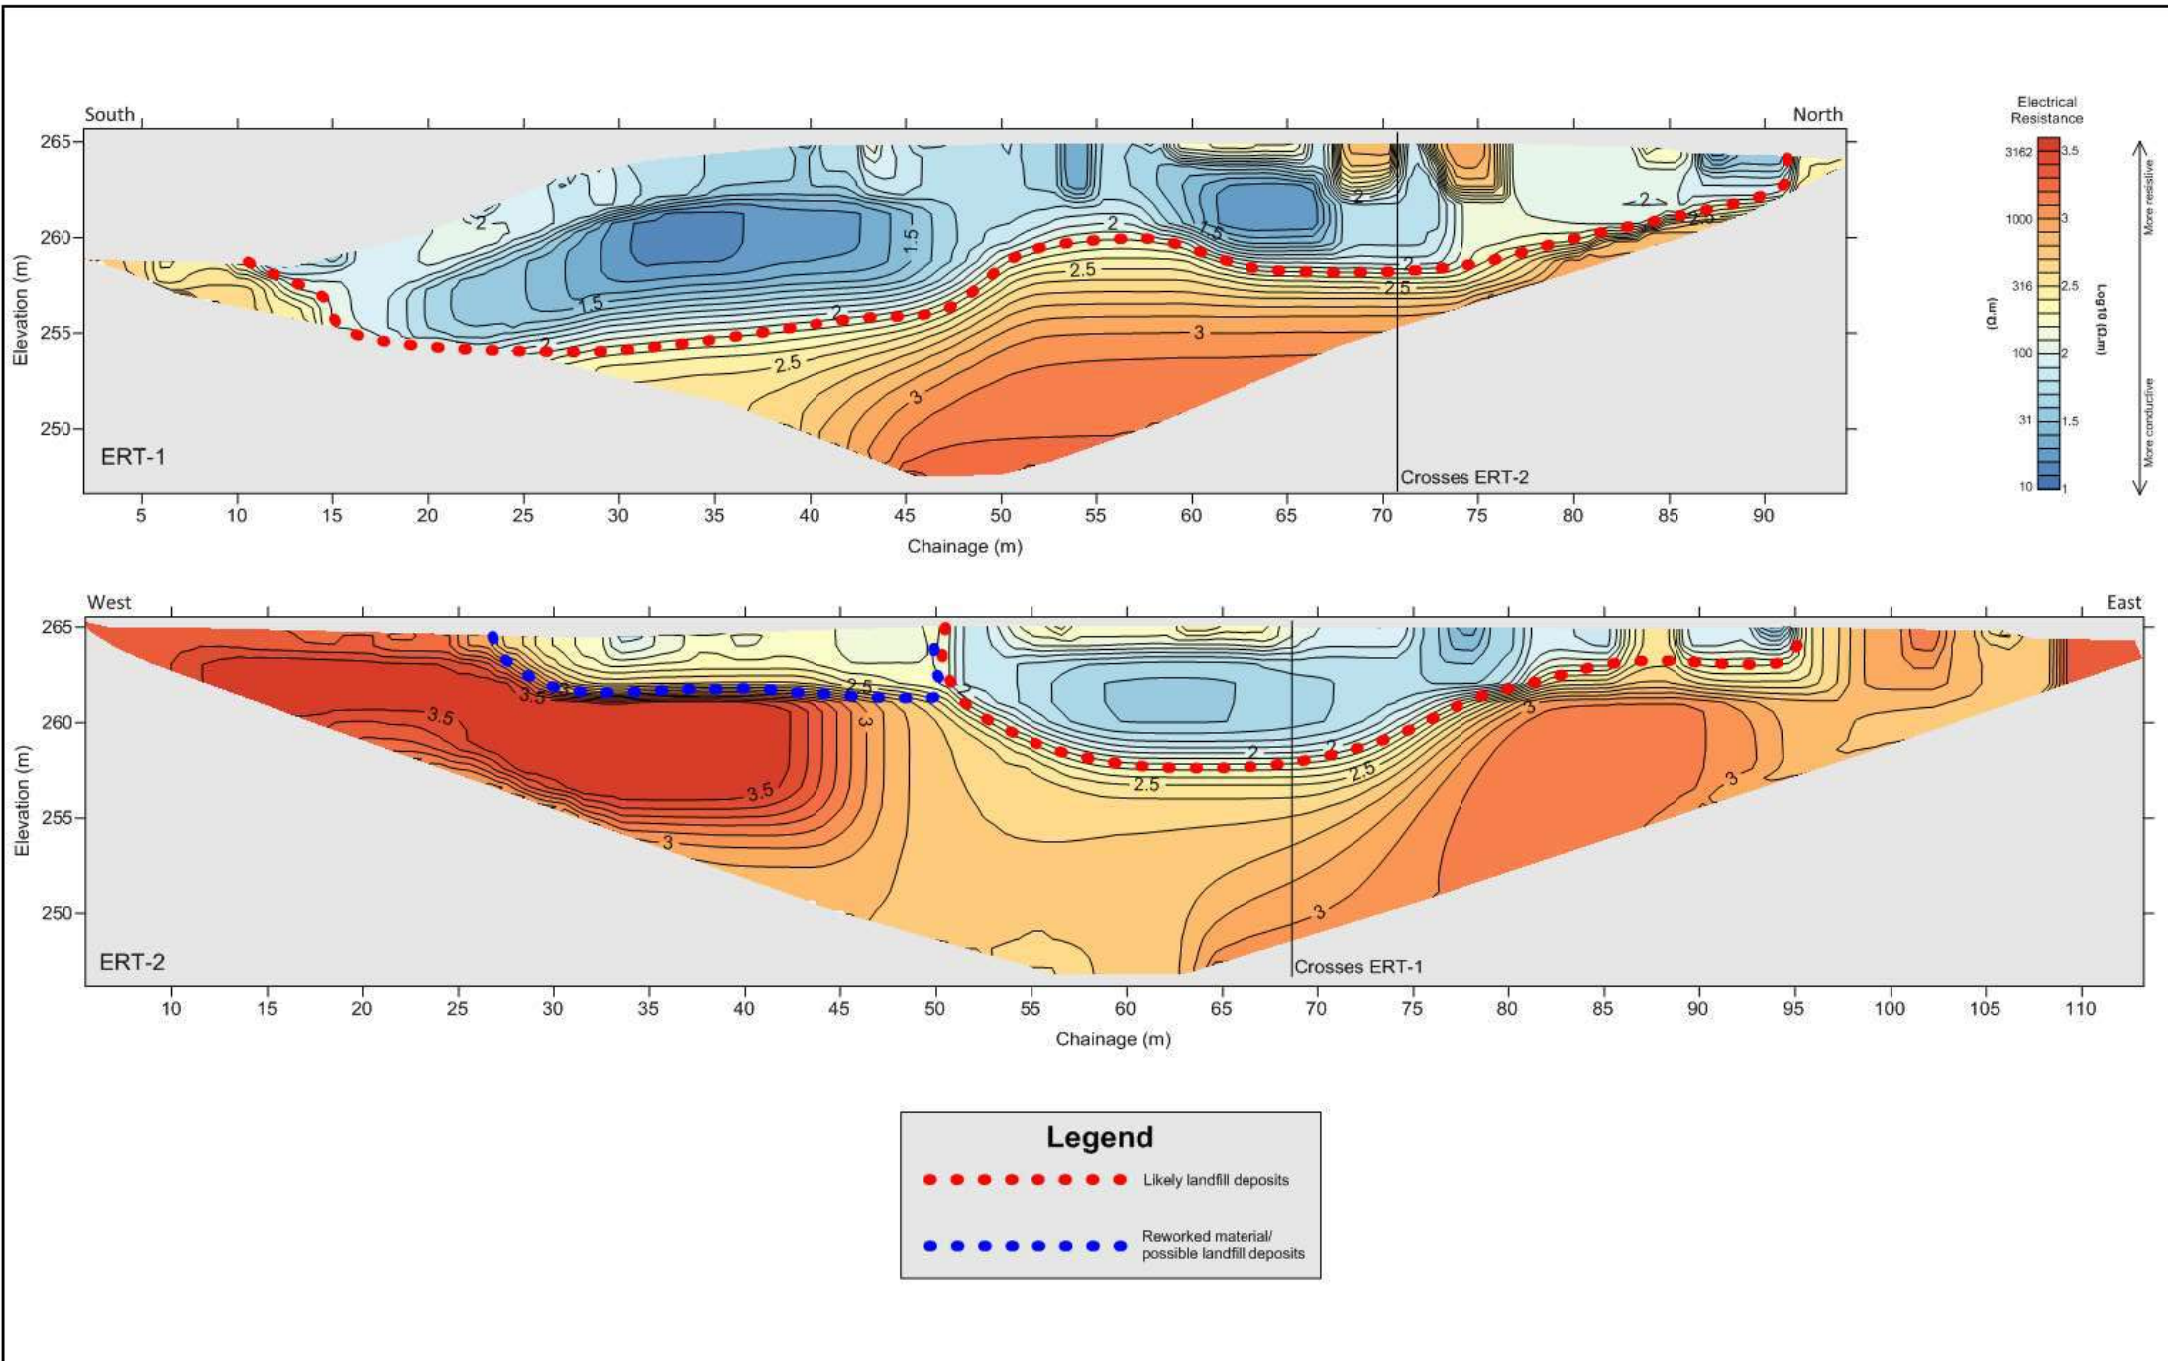 South
North
265
260
255
250
Elevation (m)
2
2
1.5
1.5
2
2
2.5
2
2.5
3
3
1.5
2
2
2.5
2
2.5
ERT-1
Crosses ERT-2
5 10 15 20 25 30 35 40 45 50 55 60 65 70 75 80 85 90
Chainage (m)
Electrical
Resistance
3162 3.5
1000 3
316 2.5
100 2
31 1.5
10 1
(Ω.m)
Log10 (Ω.m)
More resistive
More conductive
West
East
265
260
255
250
Elevation (m)
3.5
3
3.5
3.5
3
2.5
3
2
2
2.5
2.5
3
3
3
ERT-2
Crosses ERT-1
10 15 20 25 30 35 40 45 50 55 60 65 70 75 80 85 90 95 100 105 110
Chainage (m)
Legend
Likely landfill deposits
Reworked material/
possible landfill deposits